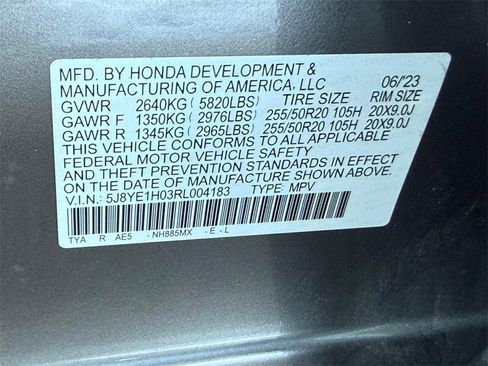 MFD. BY HONDA DEVELOPMENT &
MANUFACTURING OF AMERICA, LLC 06/'23
GVWR 2640KG ( 5820LBS) TIRE SIZE RIM SIZE
GAWR F 1350KG ( 2976LBS) 255/50R20 105H 20X9.0J
GAWR R 1345KG ( 2965LBS) 255/50R20 105H 20X9.0J
THIS VEHICLE CONFORMS TO ALL APPLICABLE
FEDERAL MOTOR VEHICLE SAFETY
AND THEFT PREVENTION STANDARDS IN EFFECT
ON THE DATE OF MANUFACTURE SHOWN ABOVE.
V.I.N.: 5J8YE1H03RL004183 TYPE: MPV
TYA R AE5 - NH885MX - E - L